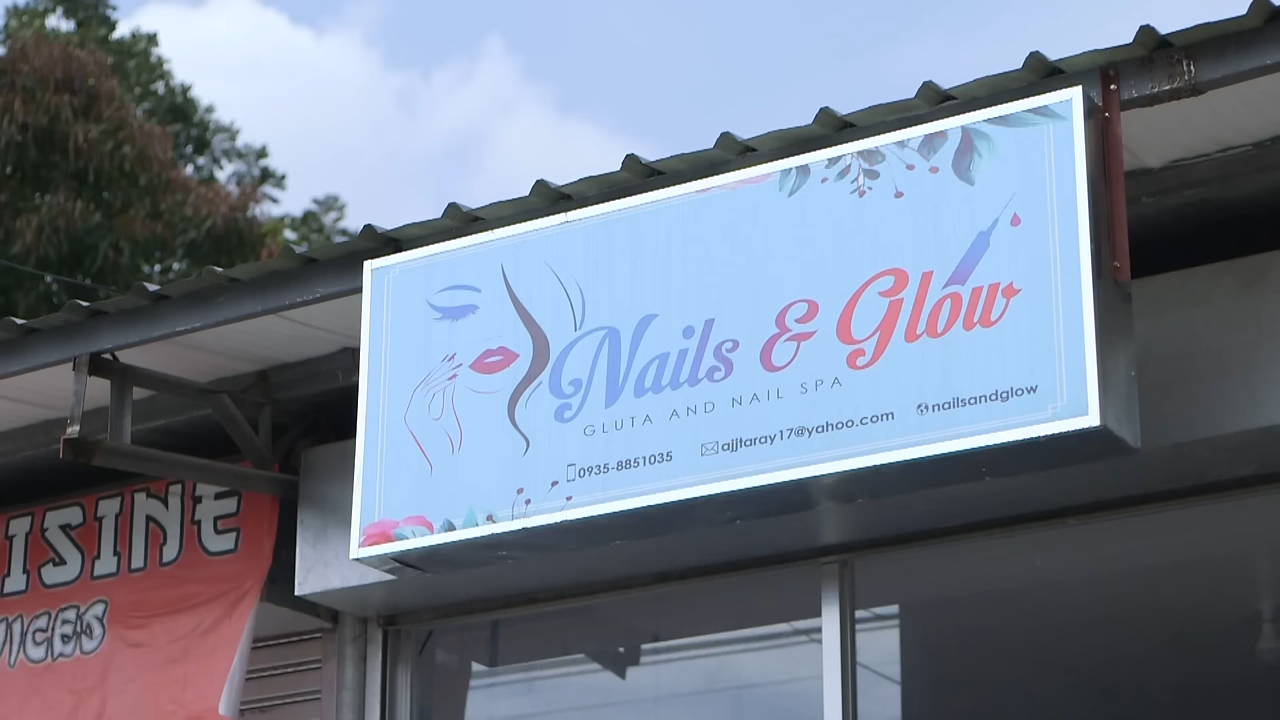 Nails & Glow
GLUTA AND NAIL SPA
0935-8851035 ajjtaray17@yahoo.com nailsandglow
ISINE
VICES